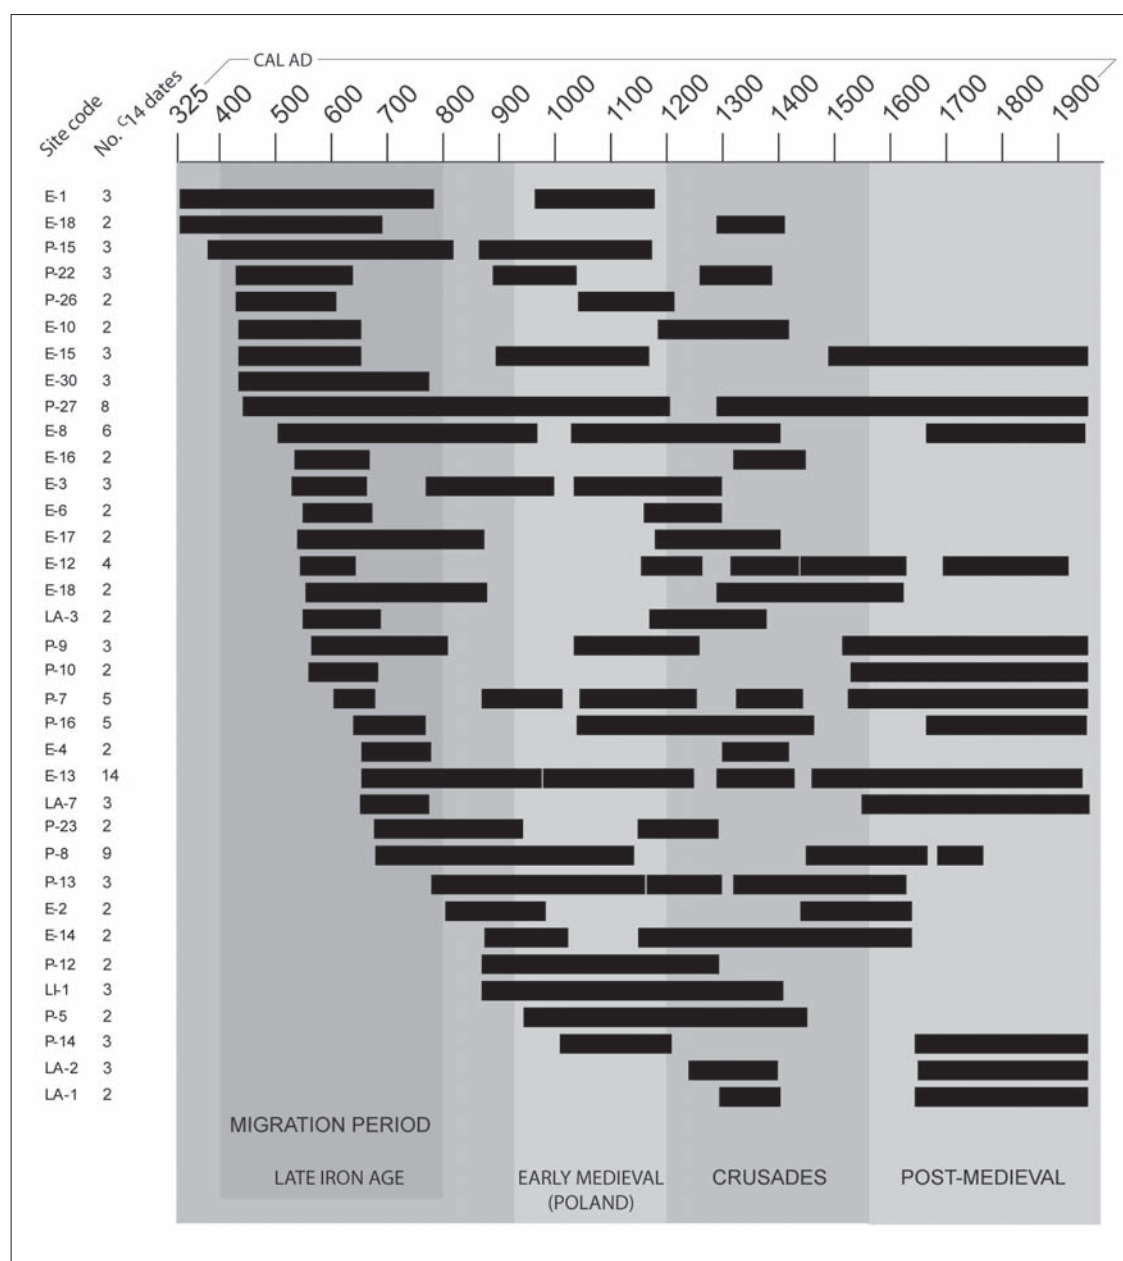 CAL AD
Site code No. C14 dates 325 400 500 600 700 800 900 1000 1100 1200 1300 1400 1500 1600 1700 1800 1900
E-1 3
E-18 2
P-15 3
P-22 3
P-26 2
E-10 2
E-15 3
E-30 3
P-27 8
E-8 6
E-16 2
E-3 3
E-6 2
E-17 2
E-12 4
E-18 2
LA-3 2
P-9 3
P-10 2
P-7 5
P-16 5
E-4 2
E-13 14
LA-7 3
P-23 2
P-8 9
P-13 3
E-2 2
E-14 2
P-12 2
LI-1 3
P-5 2
P-14 3
LA-2 3
LA-1 2
MIGRATION PERIOD
LATE IRON AGE EARLY MEDIEVAL CRUSADES POST-MEDIEVAL
(POLAND)